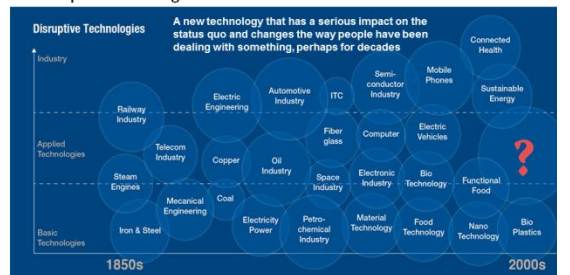 Disruptive Technologies
A new technology that has a serious impact on the
status quo and changes the way people have been
dealing with something, perhaps for decades
Industry
Connected
Health
Mobile
Phones
Semi-
conductor
Industry
Sustainable
Energy
Automotive
Industry
ITC
Electric
Engineering
Railway
Industry
Fiber
glass
Computer
Electric
Vehicles
Applied
Technologies
Telecom
Industry
Copper
Oil
Industry
?
Steam
Engines
Space
Industry
Electronic
Industry
Bio
Technology
Functional
Food
Mecanical
Engineering
Coal
Iron & Steel
Electricity
Power
Petro-
chemical
Industry
Material
Technology
Food
Technology
Nano
Technology
Bio
Plastics
Basic
Technologies
1850s
2000s